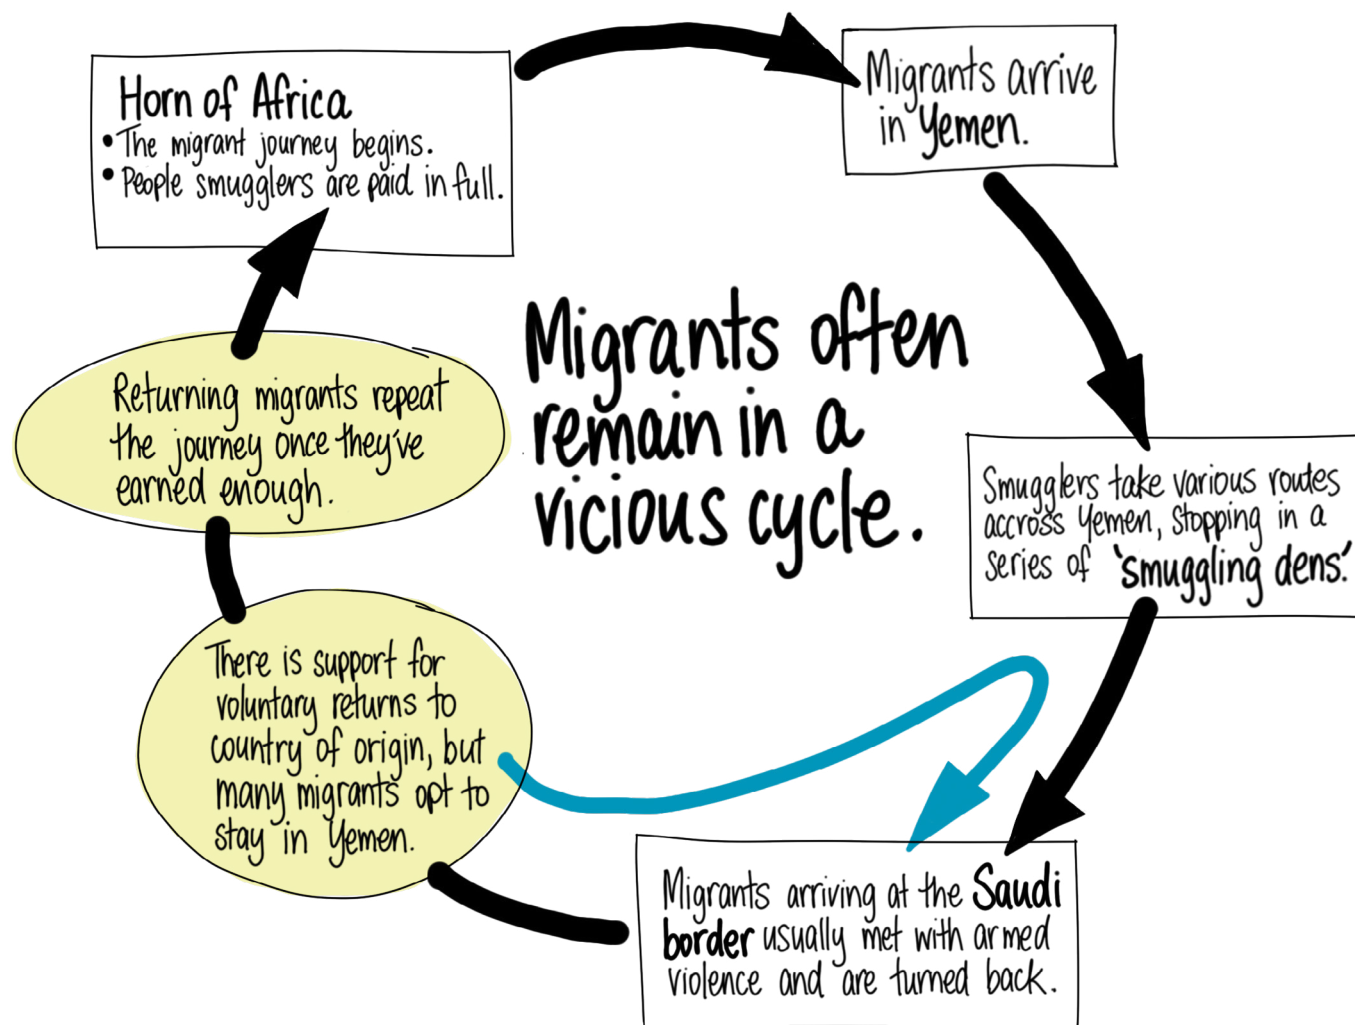 Horn of Africa
• The migrant journey begins.
• People smugglers are paid in full.
Migrants arrive
in Yemen.
Migrants often
remain in a
vicious cycle.
Smugglers take various routes
accross Yemen, stopping in a
series of 'smuggling dens.'
Migrants arriving at the Saudi
border usually met with armed
violence and are turned back.
There is support for
voluntary returns to
country of origin, but
many migrants opt to
stay in Yemen.
Returning migrants repeat
the journey once they've
earned enough.